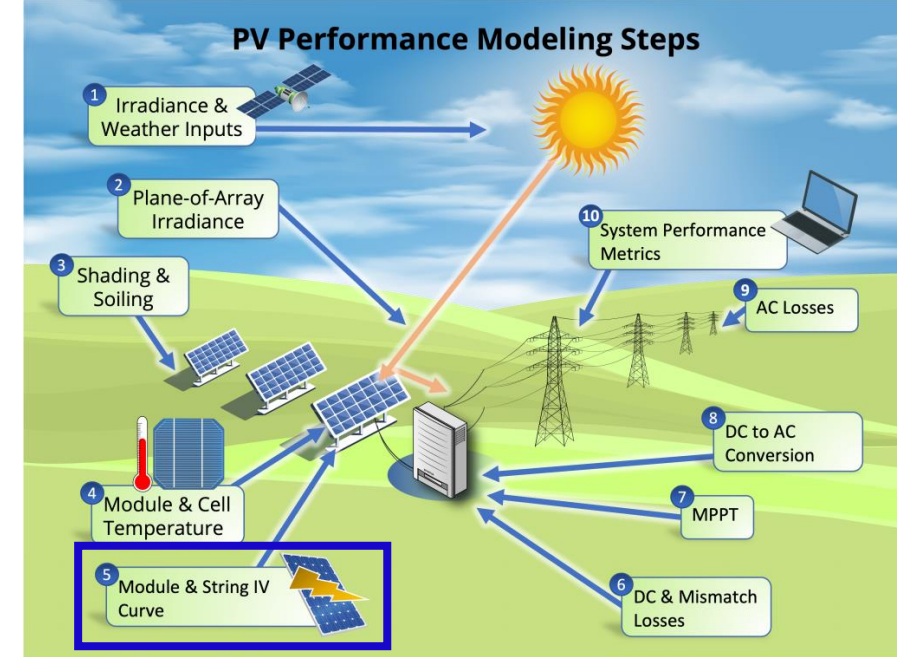 PV Performance Modeling Steps
1
Irradiance &
Weather Inputs
2
Plane-of-Array
Irradiance
3
Shading &
Soiling
4
Module & Cell
Temperature
5
Module & String IV
Curve
6
DC & Mismatch
Losses
7
MPPT
8
DC to AC
Conversion
9
AC Losses
10
System Performance
Metrics